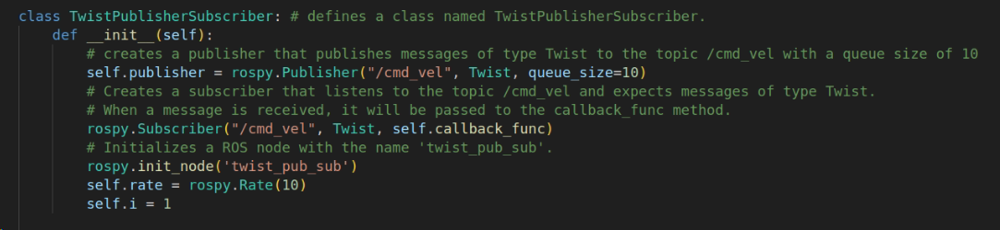 class TwistPublisherSubscriber: # defines a class named TwistPublisherSubscriber.
    def __init__(self):
        # creates a publisher that publishes messages of type Twist to the topic /cmd_vel with a queue size of 10
        self.publisher = rospy.Publisher("/cmd_vel", Twist, queue_size=10)
        # Creates a subscriber that listens to the topic /cmd_vel and expects messages of type Twist.
        # When a message is received, it will be passed to the callback_func method.
        rospy.Subscriber("/cmd_vel", Twist, self.callback_func)
        # Initializes a ROS node with the name 'twist_pub_sub'.
        rospy.init_node('twist_pub_sub')
        self.rate = rospy.Rate(10)
        self.i = 1